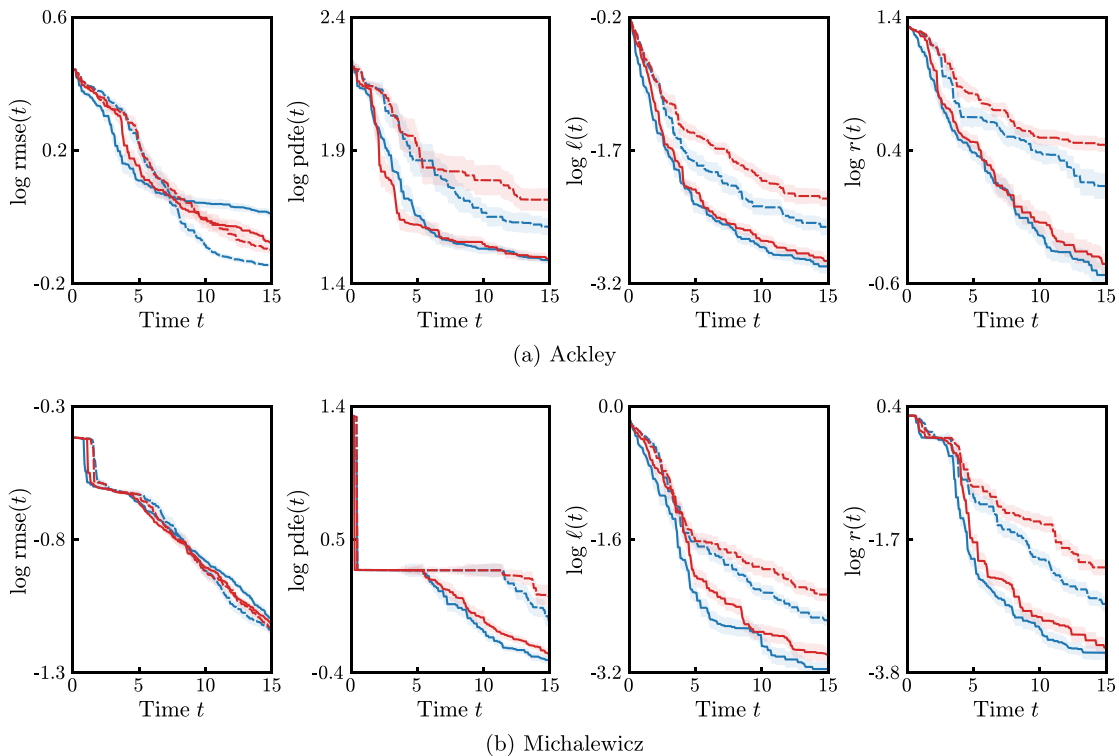 0.6
0.2
-0.2
log rmse(t)
0 5 10 15
Time t
2.4
1.9
1.4
log pdfe(t)
0 5 10 15
Time t
-0.2
-1.7
-3.2
log ℓ(t)
0 5 10 15
Time t
1.4
0.4
-0.6
log r(t)
0 5 10 15
Time t
(a) Ackley
-0.3
-0.8
-1.3
log rmse(t)
0 5 10 15
Time t
1.4
0.5
-0.4
log pdfe(t)
0 5 10 15
Time t
0.0
-1.6
-3.2
log ℓ(t)
0 5 10 15
Time t
0.4
-1.7
-3.8
log r(t)
0 5 10 15
Time t
(b) Michalewicz